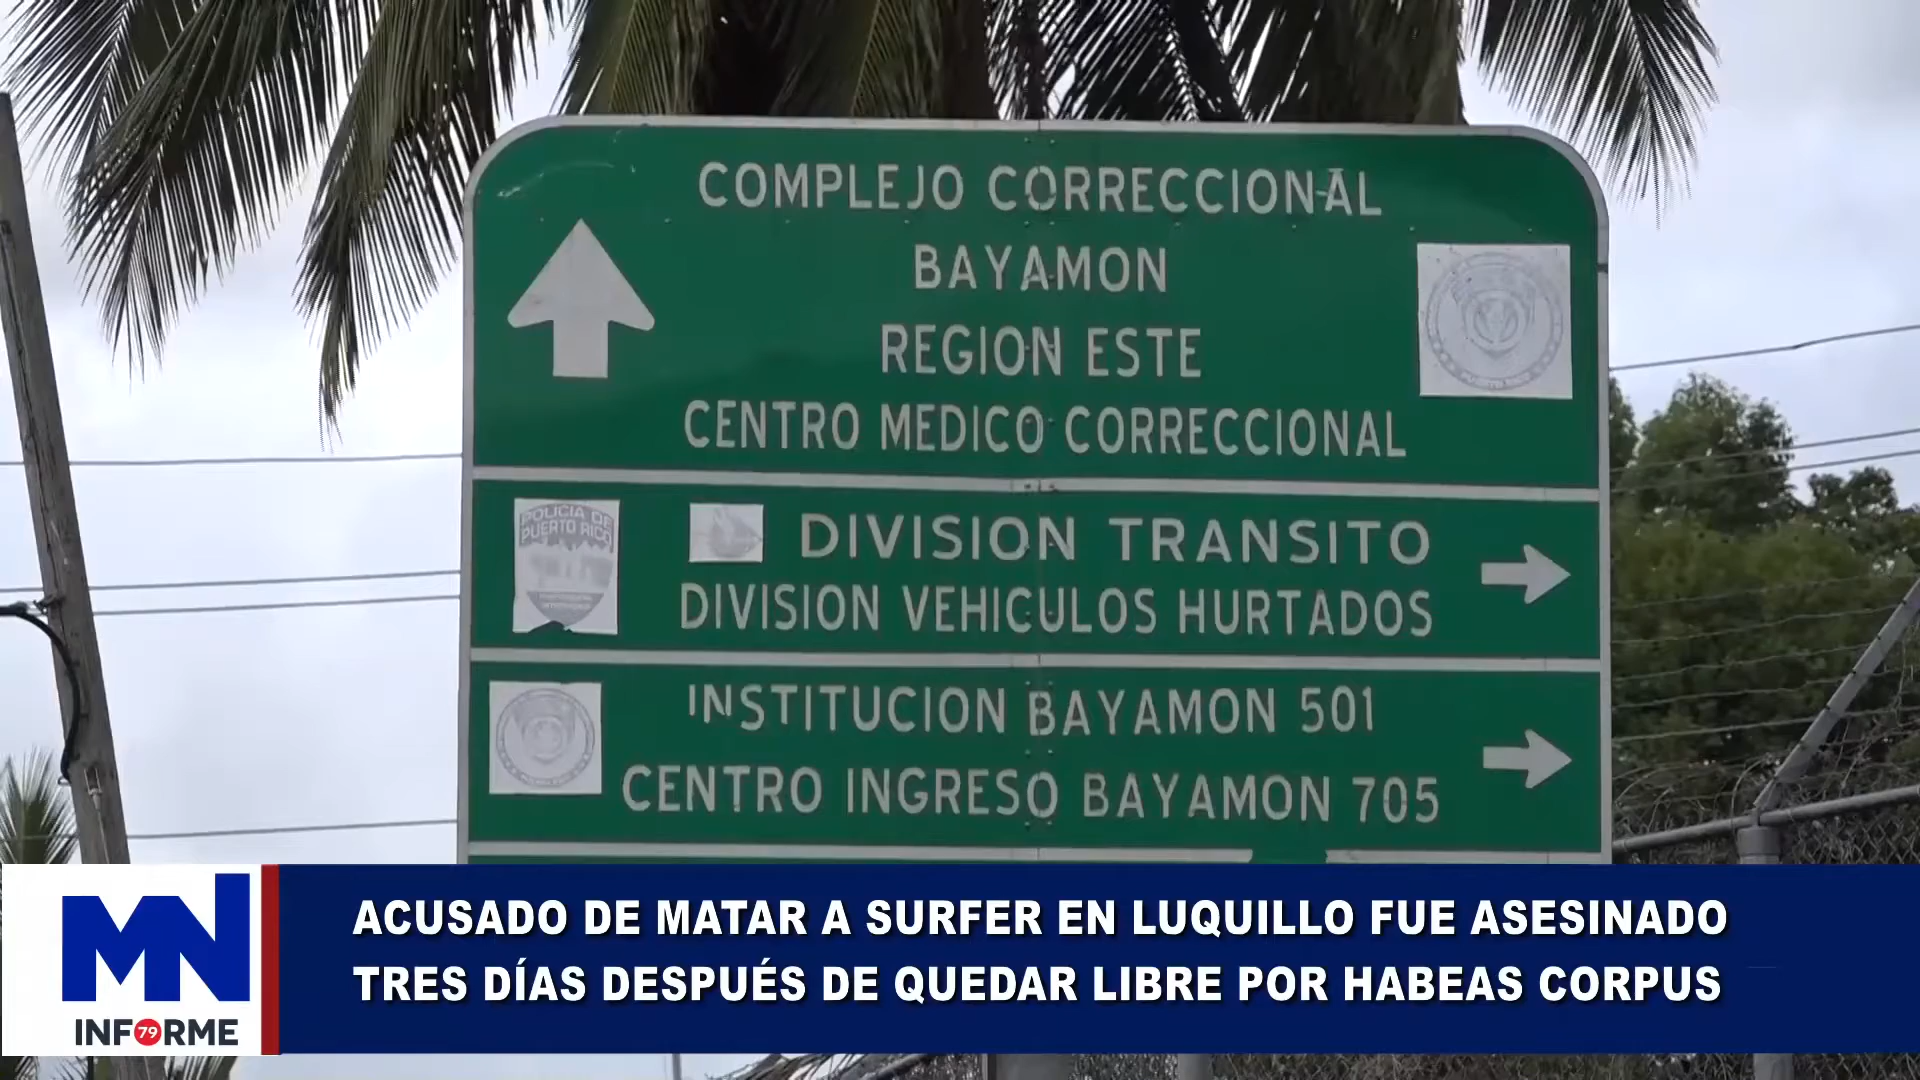 COMPLEJO CORRECCIONAL
BAYAMON
REGION ESTE
CENTRO MEDICO CORRECCIONAL
POLICIA DE
PUERTO RICO
DIVISION TRANSITO
DIVISION VEHICULOS HURTADOS
INSTITUCION BAYAMON 501
CENTRO INGRESO BAYAMON 705
MN
INF79RME
ACUSADO DE MATAR A SURFER EN LUQUILLO FUE ASESINADO
TRES DÍAS DESPUÉS DE QUEDAR LIBRE POR HABEAS CORPUS